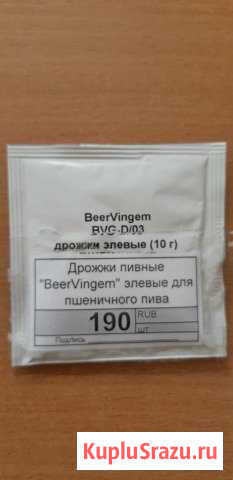 BeerVingem
BVG-D/03
дрожжи элевые (10 г)
Дрожжи пивные
"BeerVingem" элевые для
пшеничного пива
190
RUB
шт
Подпись
KupluSrazu.ru